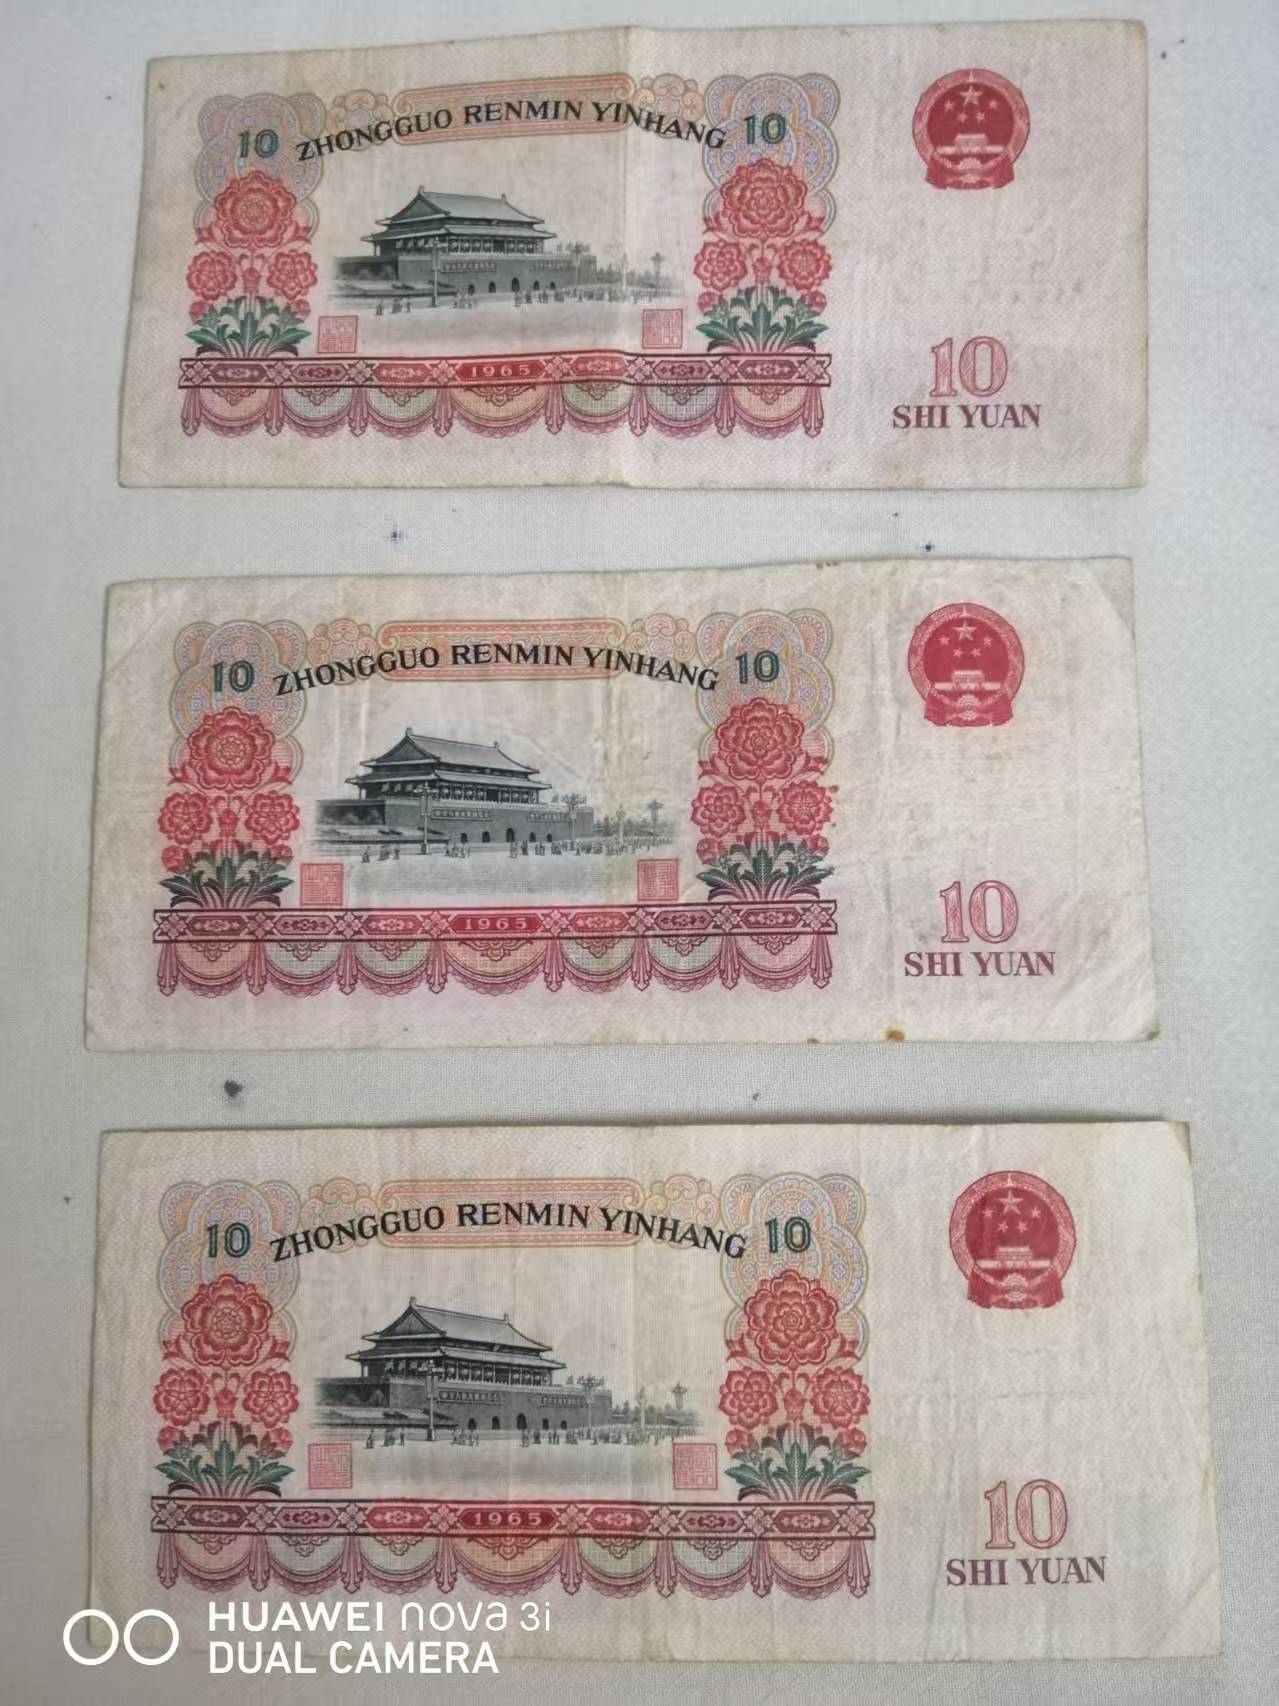 10 ZHONGGUO RENMIN YINHANG 10
1965
10
SHI YUAN
10 ZHONGGUO RENMIN YINHANG 10
1965
10
SHI YUAN
10 ZHONGGUO RENMIN YINHANG 10
1965
10
SHI YUAN
HUAWEI nova 3i
DUAL CAMERA